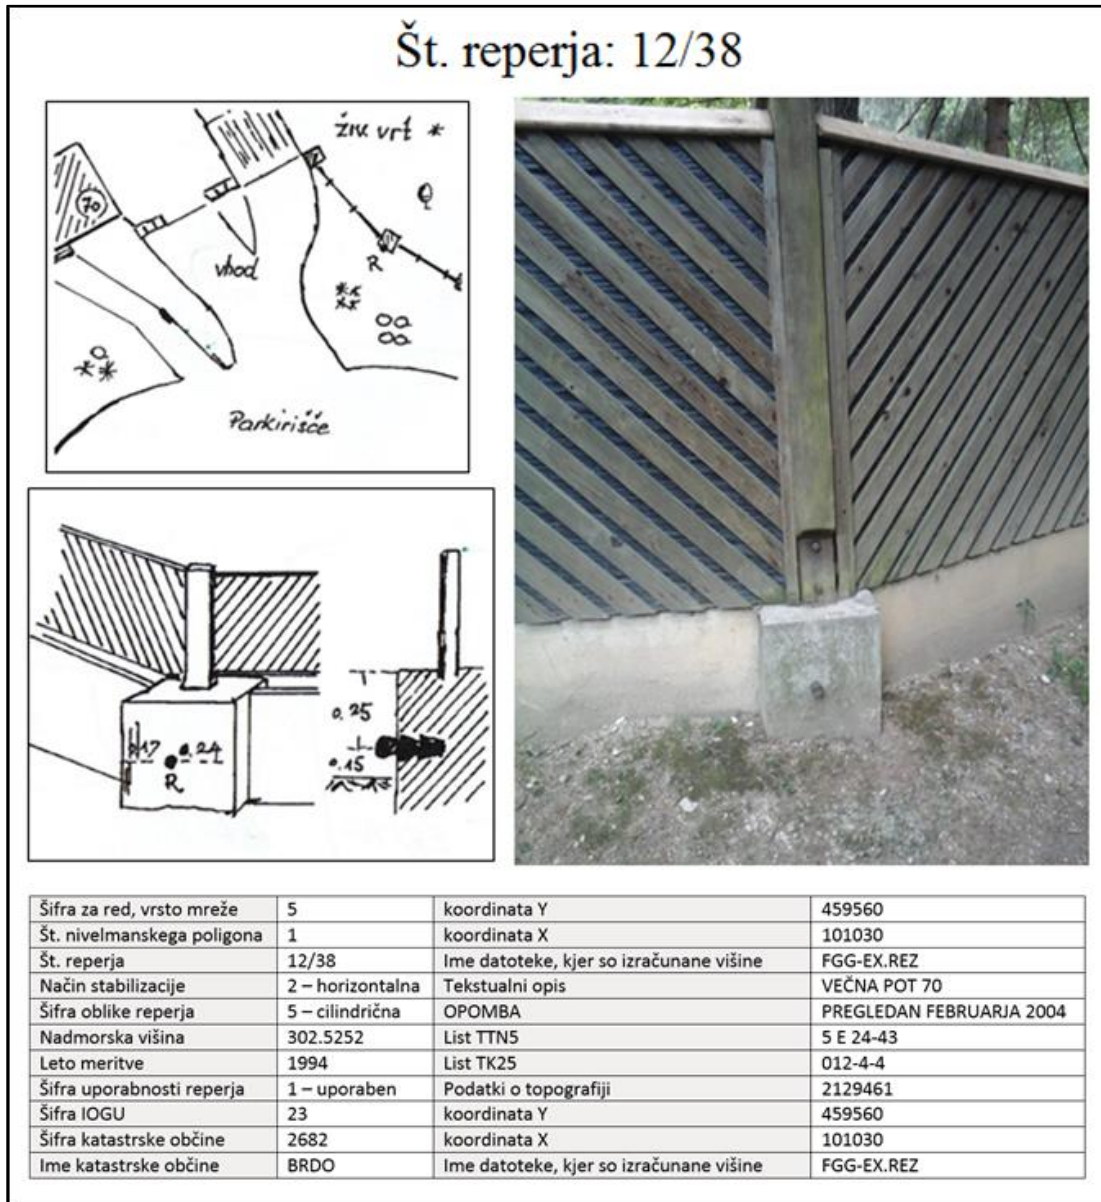 Št. reperja: 12/38
živ. vrt
70
vhod
R
Parkirišče
0.25
0.17 0.24
0.15
R
Šifra za red, vrsto mreže 5 koordinata Y 459560
Št. nivelmanskega poligona 1 koordinata X 101030
Št. reperja 12/38 Ime datoteke, kjer so izračunane višine FGG-EX.REZ
Način stabilizacije 2 – horizontalna Tekstualni opis VEČNA POT 70
Šifra oblike reperja 5 – cilindrična OPOMBA PREGLEDAN FEBRUARJA 2004
Nadmorska višina 302.5252 List TTN5 5 E 24-43
Leto meritve 1994 List TK25 012-4-4
Šifra uporabnosti reperja 1 – uporaben Podatki o topografiji 2129461
Šifra IOGU 23 koordinata Y 459560
Šifra katastrske občine 2682 koordinata X 101030
Ime katastrske občine BRDO Ime datoteke, kjer so izračunane višine FGG-EX.REZ